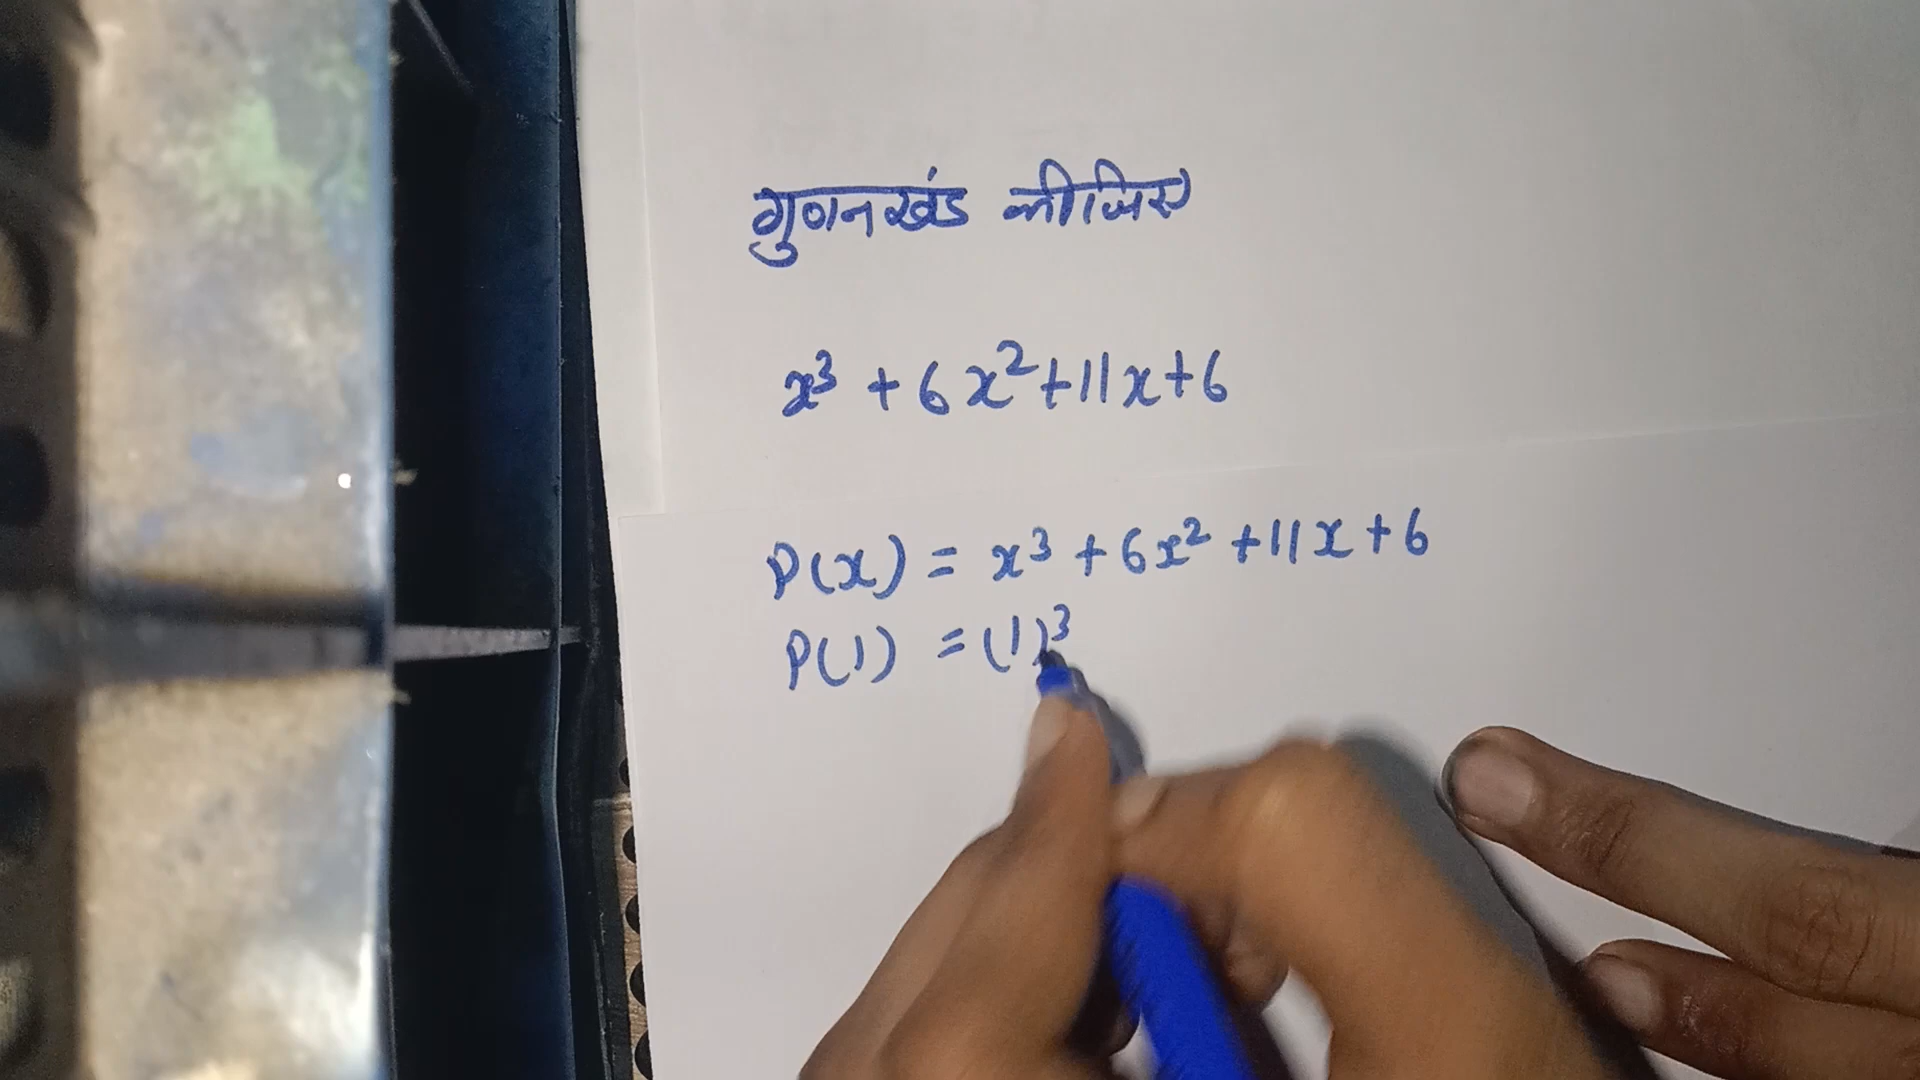 गुणनखंड कीजिए
x³ + 6x² + 11x + 6
P(x) = x³ + 6x² + 11x + 6
P(1) = (1)³